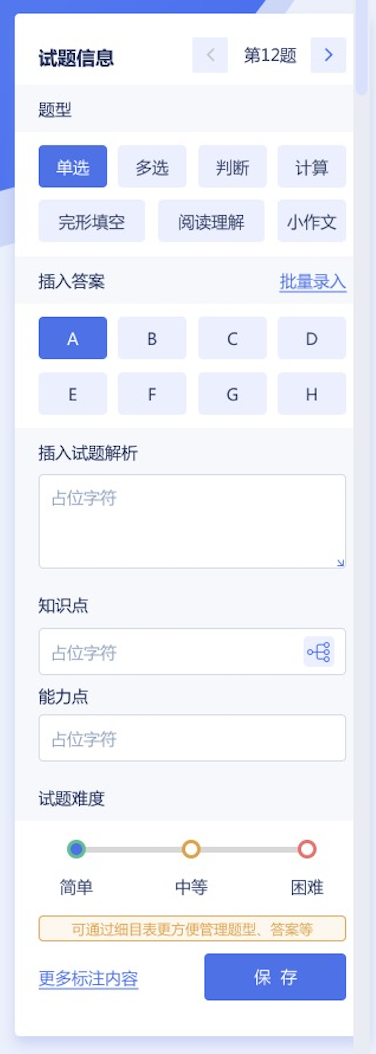 试题信息 第12题
题型
单选 多选 判断 计算
完形填空 阅读理解 小作文
插入答案 批量录入
A B C D
E F G H
插入试题解析
占位字符
知识点
占位字符
能力点
占位字符
试题难度
简单 中等 困难
可通过细目表更方便管理题型、答案等
更多标注内容 保 存